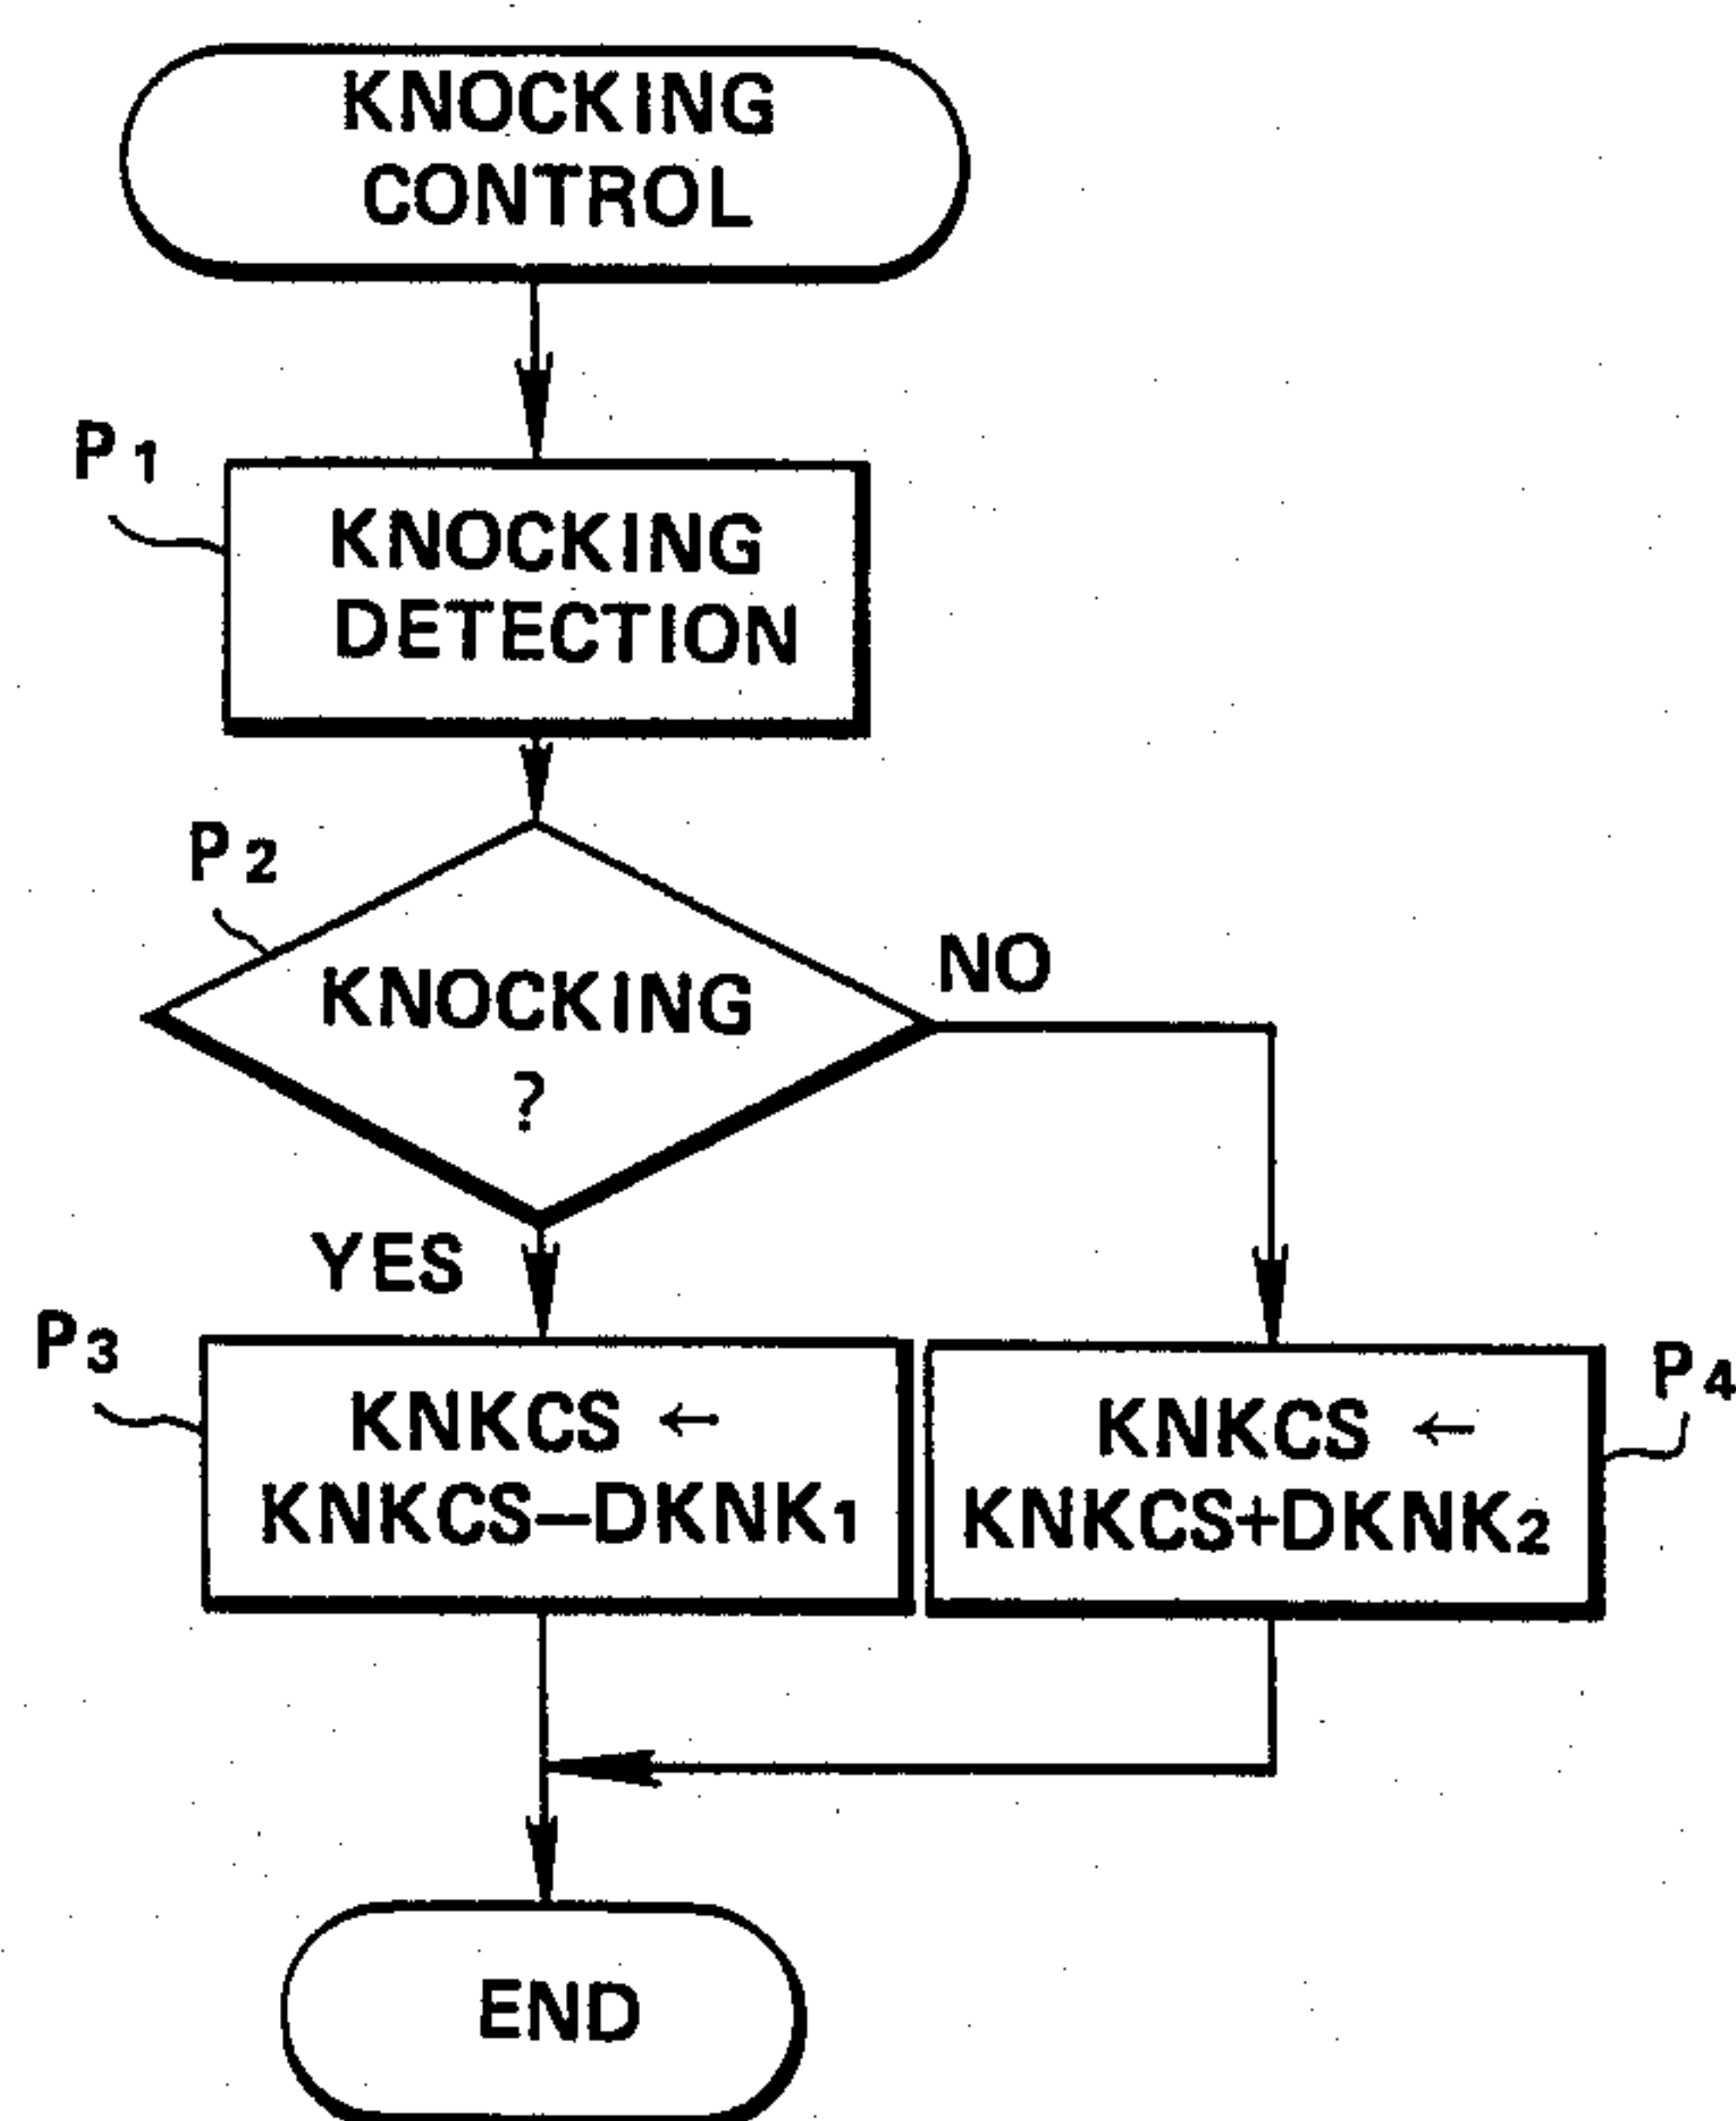 KNOCKING
CONTROL
P1
KNOCKING
DETECTION
P2
KNOCKING
?
NO
YES
P3
KNKCS ←
KNKCS−DKNK1
KNKCS ←
KNKCS+DKNK2
P4
END